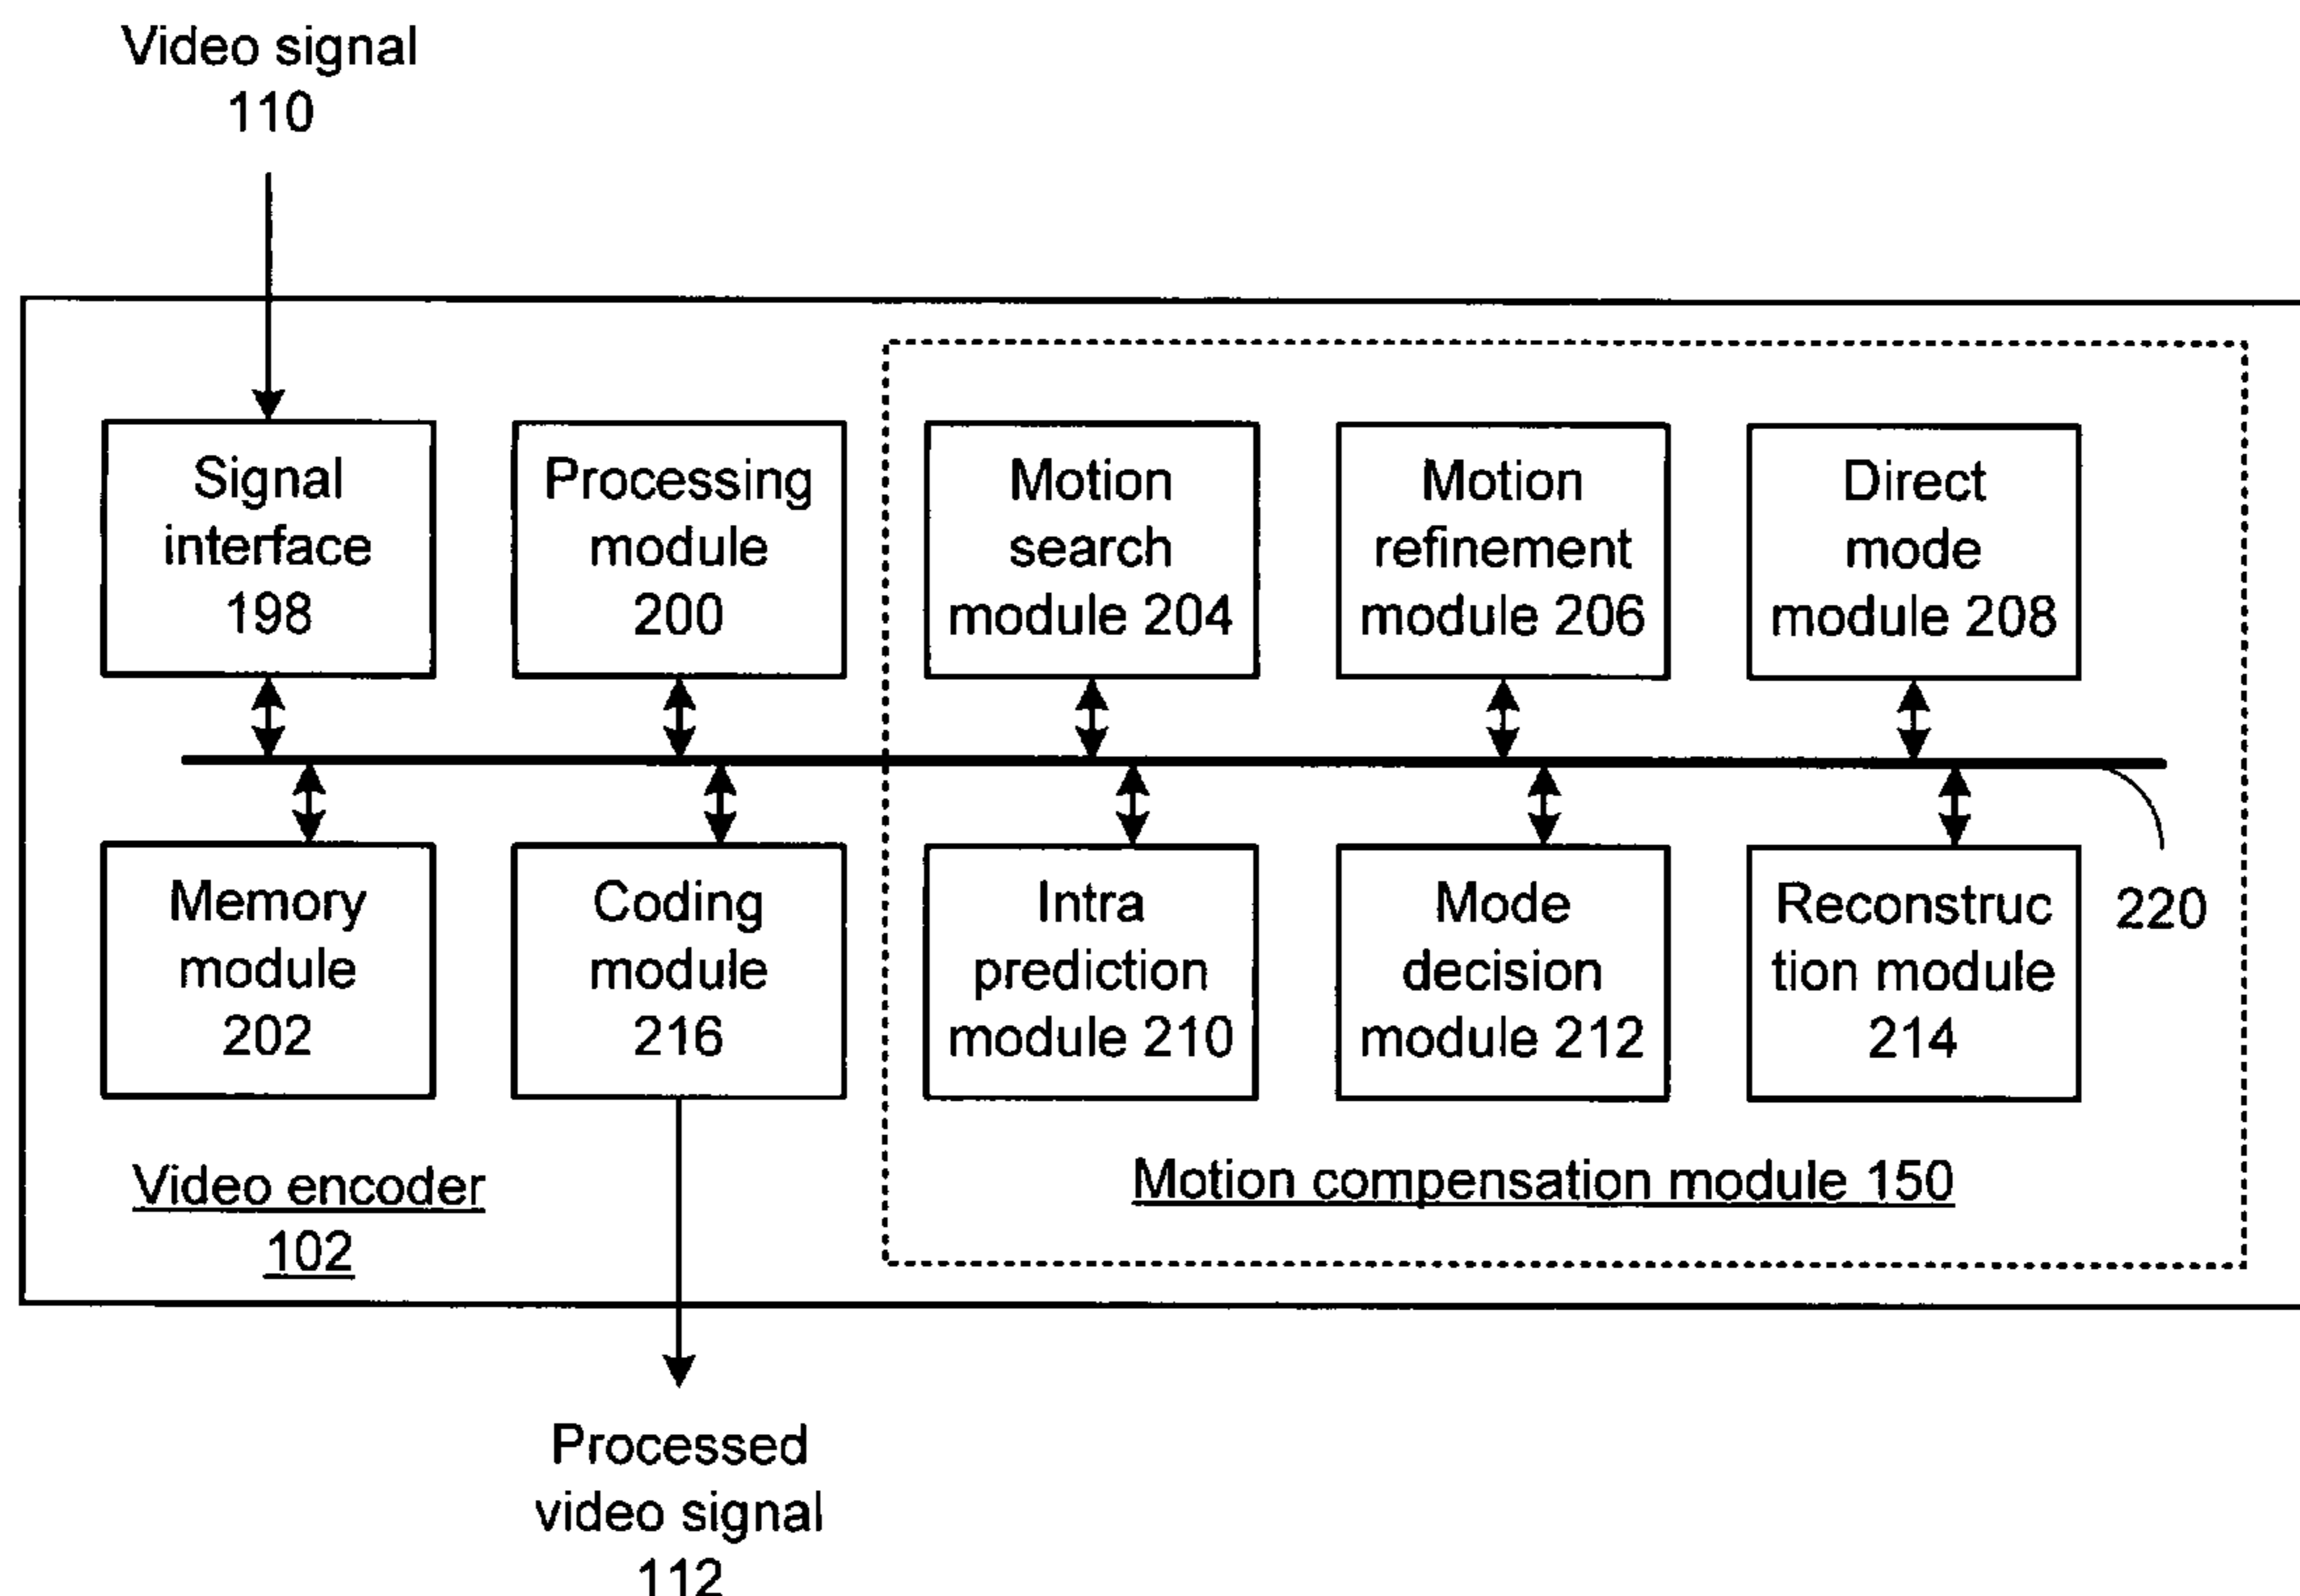 Video signal
110
Signal
interface
198
Processing
module
200
Motion
search
module 204
Motion
refinement
module 206
Direct
mode
module 208
Memory
module
202
Coding
module
216
Intra
prediction
module 210
Mode
decision
module 212
Reconstruc
tion module
214
220
Video encoder
102
Motion compensation module 150
Processed
video signal
112